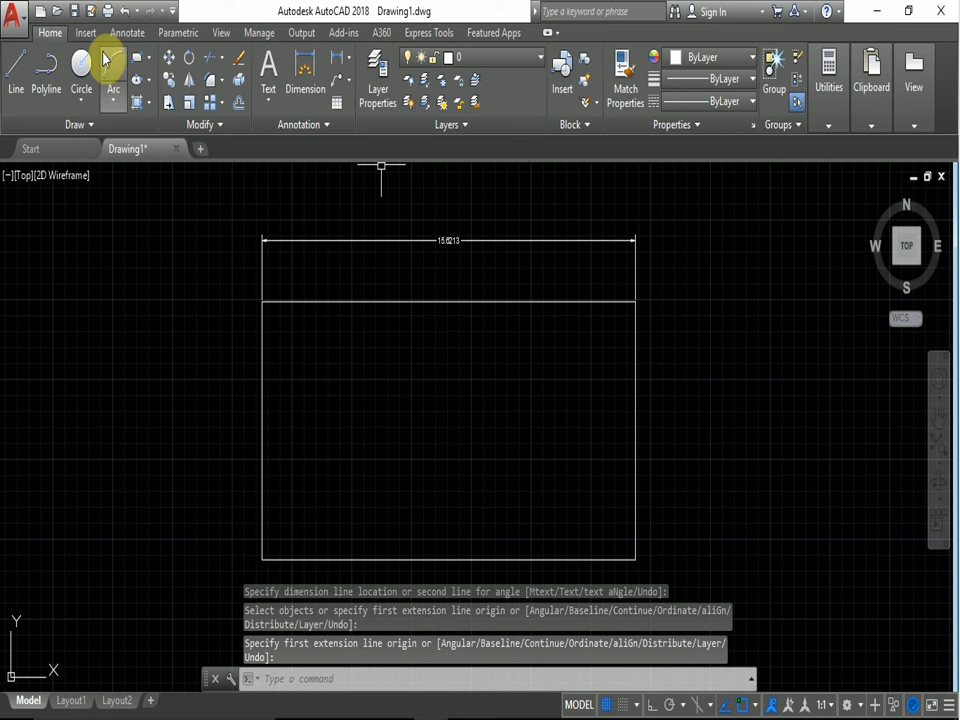 Autodesk AutoCAD 2018 Drawing1.dwg
Type a keyword or phrase
Sign In
Home Insert Annotate Parametric View Manage Output Add-ins A360 Express Tools Featured Apps
0
ByLayer
ByLayer
ByLayer
Line Polyline Circle Arc
Text Dimension
Layer
Properties
Insert
Match
Properties
Group
Utilities
Clipboard
View
Draw Modify Annotation Layers Block Properties Groups
Start Drawing1*
[−][Top][2D Wireframe]
N
W TOP E
S
WCS
15.6213
Specify dimension line location or second line for angle [Mtext/Text/text aNgle/Undo]:
Select objects or specify first extension line origin or [Angular/Baseline/Continue/Ordinate/aliGn/
Distribute/Layer/Undo]:
Specify first extension line origin or [Angular/Baseline/Continue/Ordinate/aliGn/Distribute/Layer/
Undo]:
Y
X
Type a command
Model Layout1 Layout2
MODEL 1:1